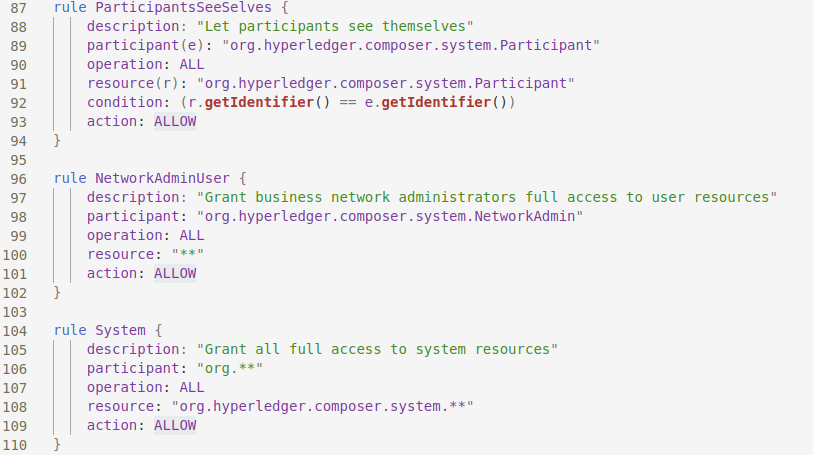 87 rule ParticipantsSeeSelves {
88     description: "Let participants see themselves"
89     participant(e): "org.hyperledger.composer.system.Participant"
90     operation: ALL
91     resource(r): "org.hyperledger.composer.system.Participant"
92     condition: (r.getIdentifier() == e.getIdentifier())
93     action: ALLOW
94 }
95
96 rule NetworkAdminUser {
97     description: "Grant business network administrators full access to user resources"
98     participant: "org.hyperledger.composer.system.NetworkAdmin"
99     operation: ALL
100     resource: "**"
101     action: ALLOW
102 }
103
104 rule System {
105     description: "Grant all full access to system resources"
106     participant: "org.**"
107     operation: ALL
108     resource: "org.hyperledger.composer.system.**"
109     action: ALLOW
110 }